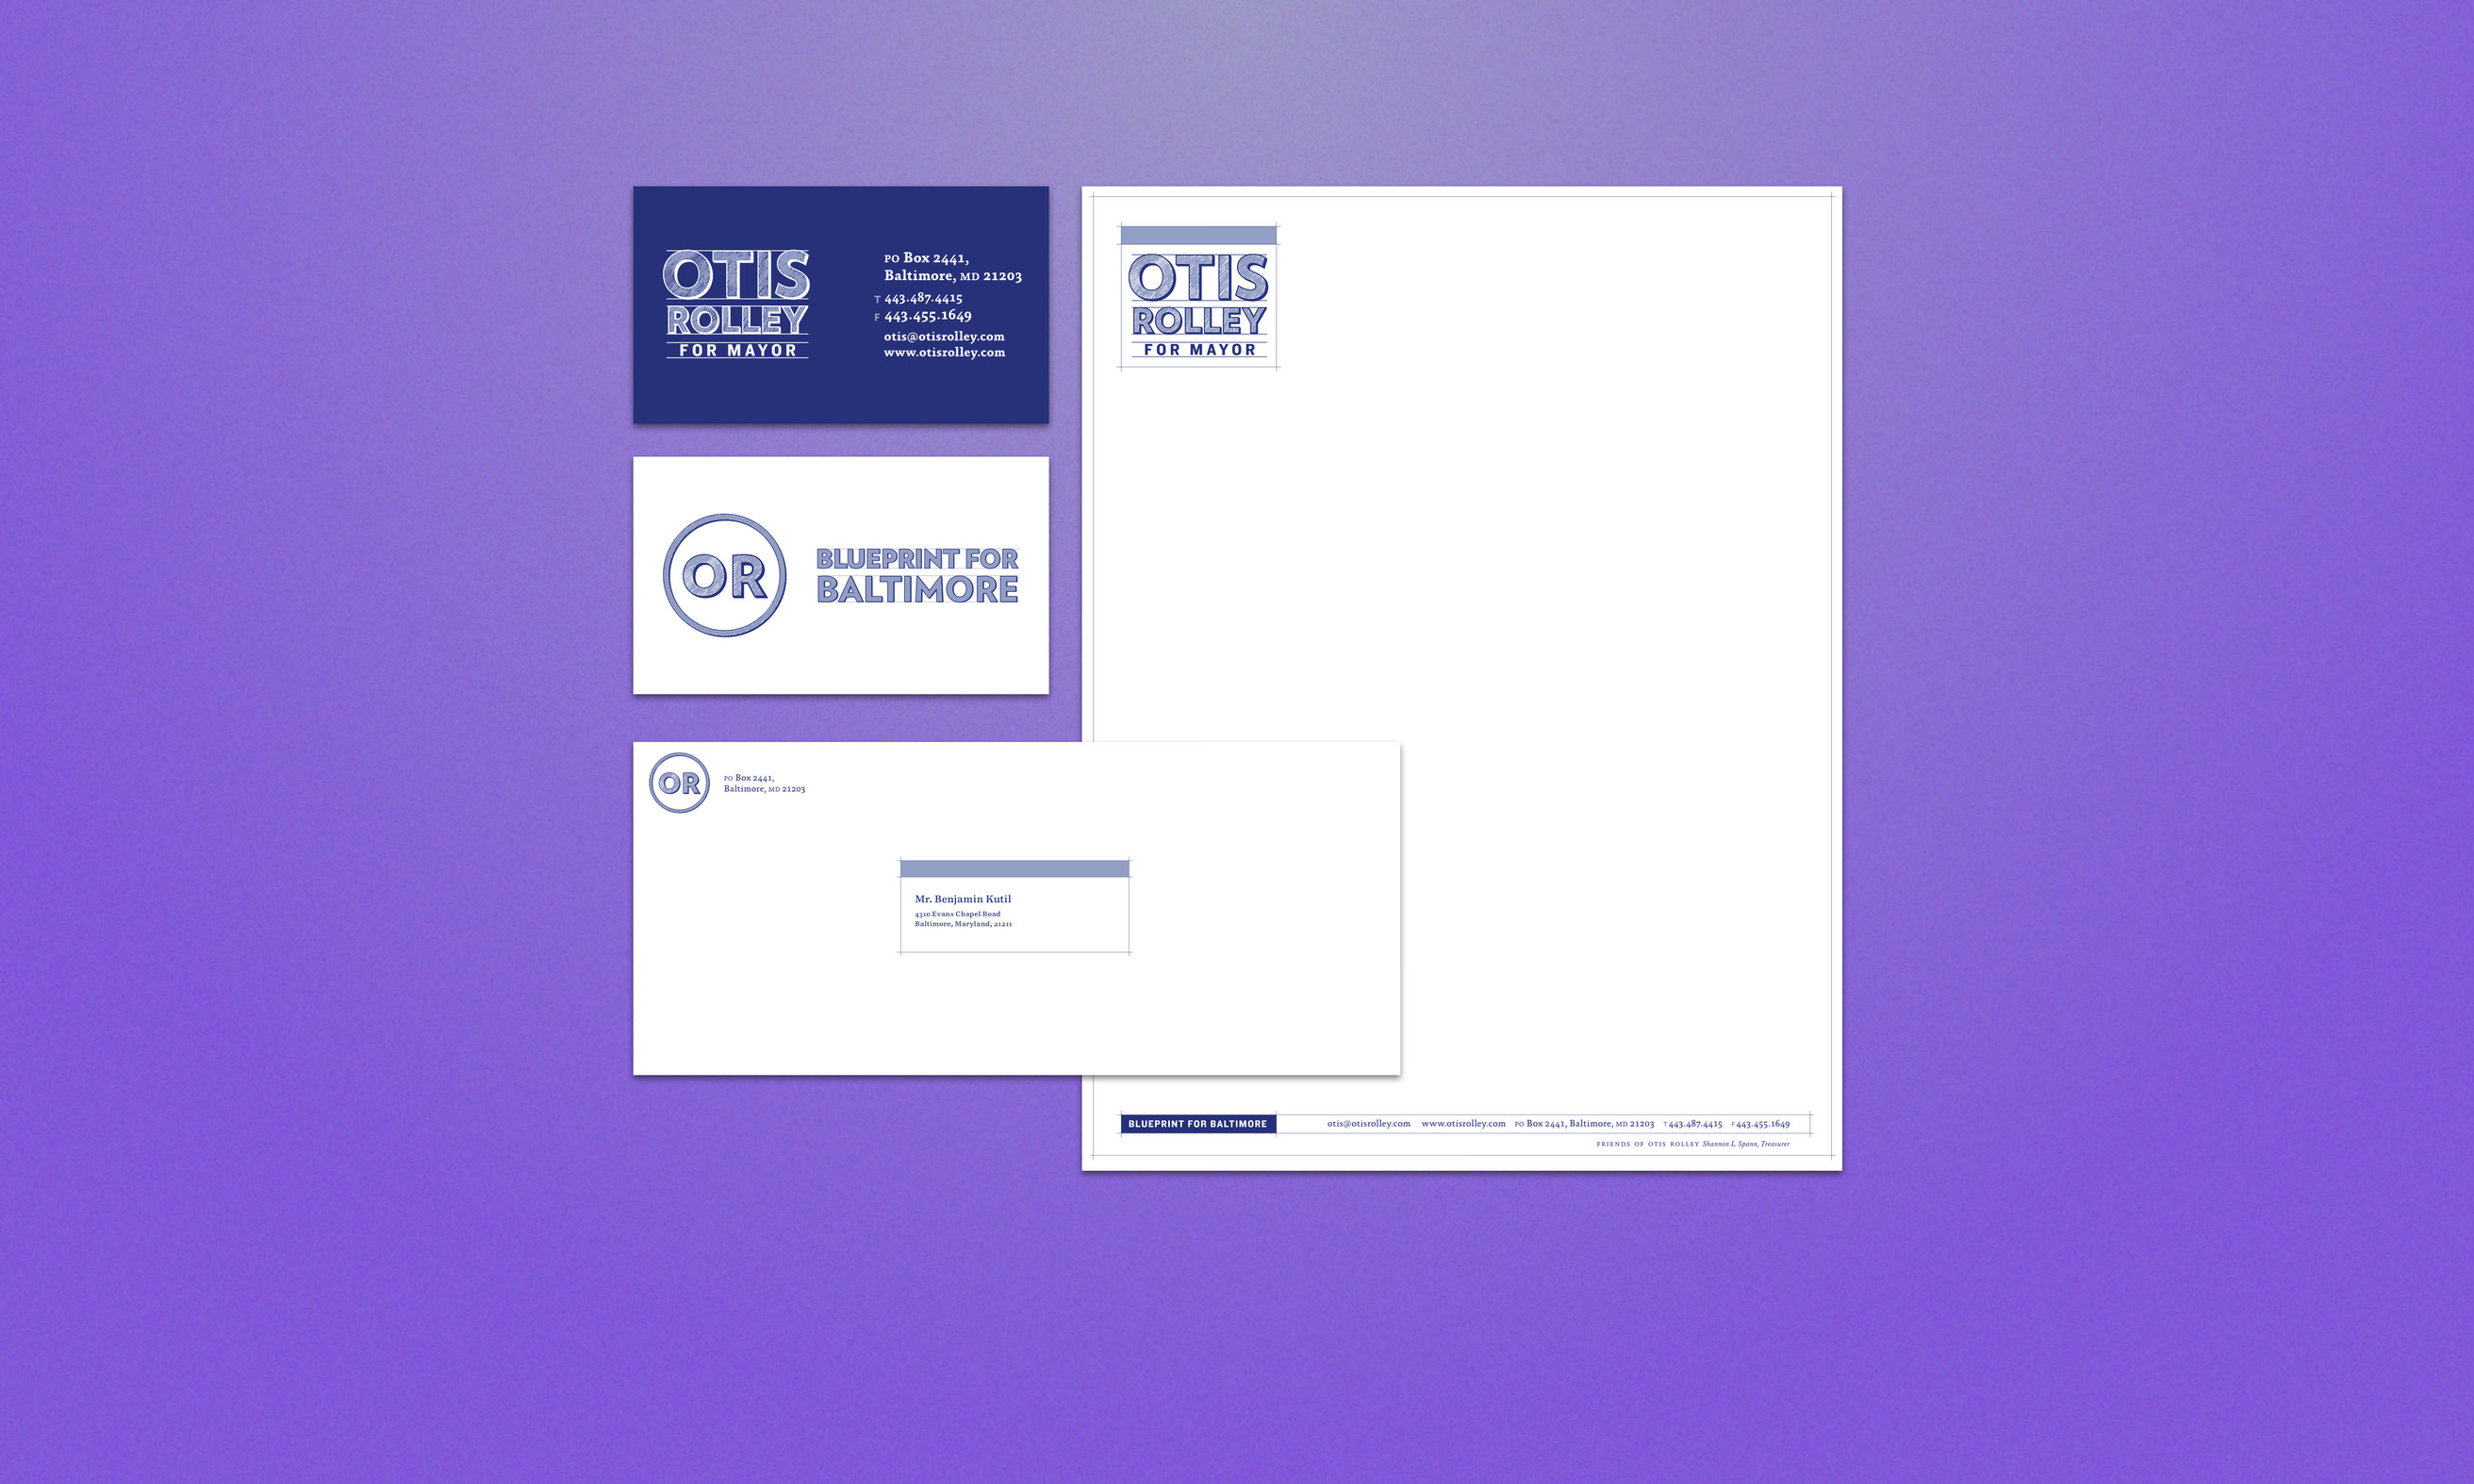 OTIS
ROLLEY
FOR MAYOR
PO Box 2441,
Baltimore, MD 21203
T 443.487.4415
F 443.455.1649
otis@otisrolley.com
www.otisrolley.com
OR
BLUEPRINT FOR
BALTIMORE
OR
PO Box 2441,
Baltimore, MD 21203
Mr. Benjamin Kutil
4310 Evans Chapel Road
Baltimore, Maryland, 21211
OTIS
ROLLEY
FOR MAYOR
BLUEPRINT FOR BALTIMORE otis@otisrolley.com www.otisrolley.com PO Box 2441, Baltimore, MD 21203 T 443.487.4415 F 443.455.1649
FRIENDS OF OTIS ROLLEY Shannon L. Spann, Treasurer